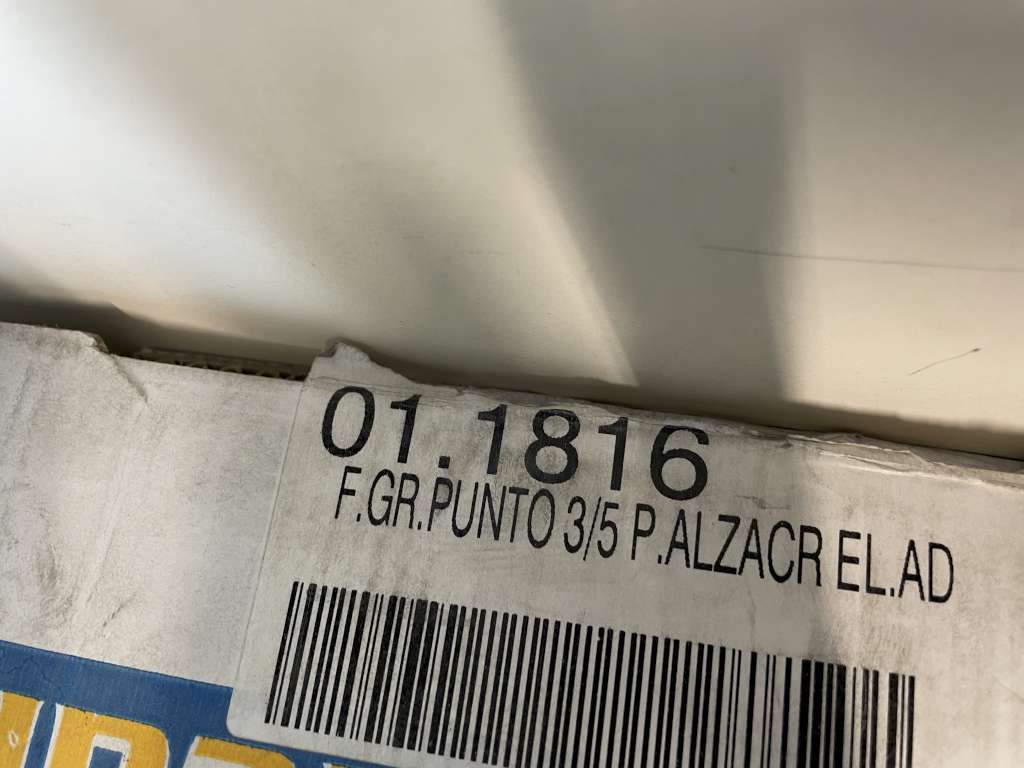 01.1816
F.GR.PUNTO 3/5 P.ALZACR EL.AD